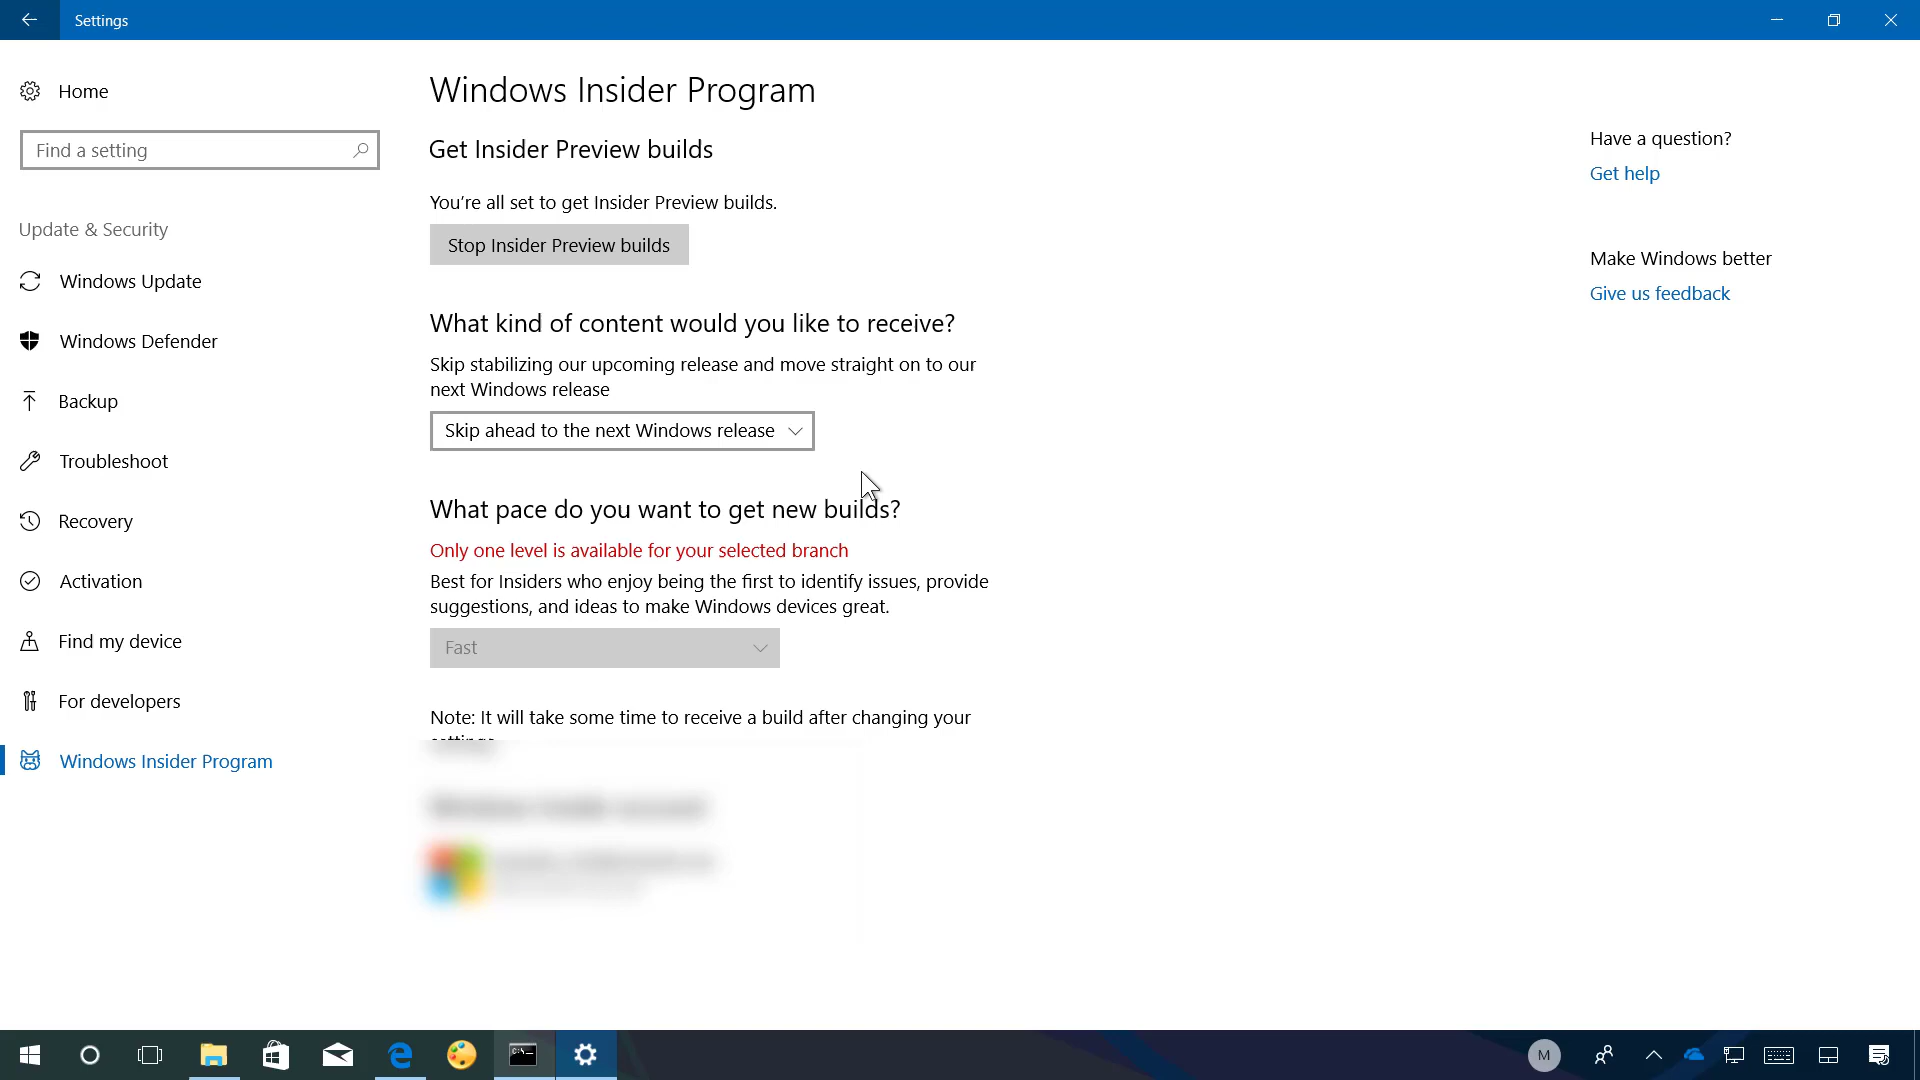 Settings
Home
Find a setting
Update & Security
Windows Update
Windows Defender
Backup
Troubleshoot
Recovery
Activation
Find my device
For developers
Windows Insider Program
Windows Insider Program
Get Insider Preview builds
You're all set to get Insider Preview builds.
Stop Insider Preview builds
What kind of content would you like to receive?
Skip stabilizing our upcoming release and move straight on to our
next Windows release
Skip ahead to the next Windows release
What pace do you want to get new builds?
Only one level is available for your selected branch
Best for Insiders who enjoy being the first to identify issues, provide
suggestions, and ideas to make Windows devices great.
Fast
Note: It will take some time to receive a build after changing your
Have a question?
Get help
Make Windows better
Give us feedback
M